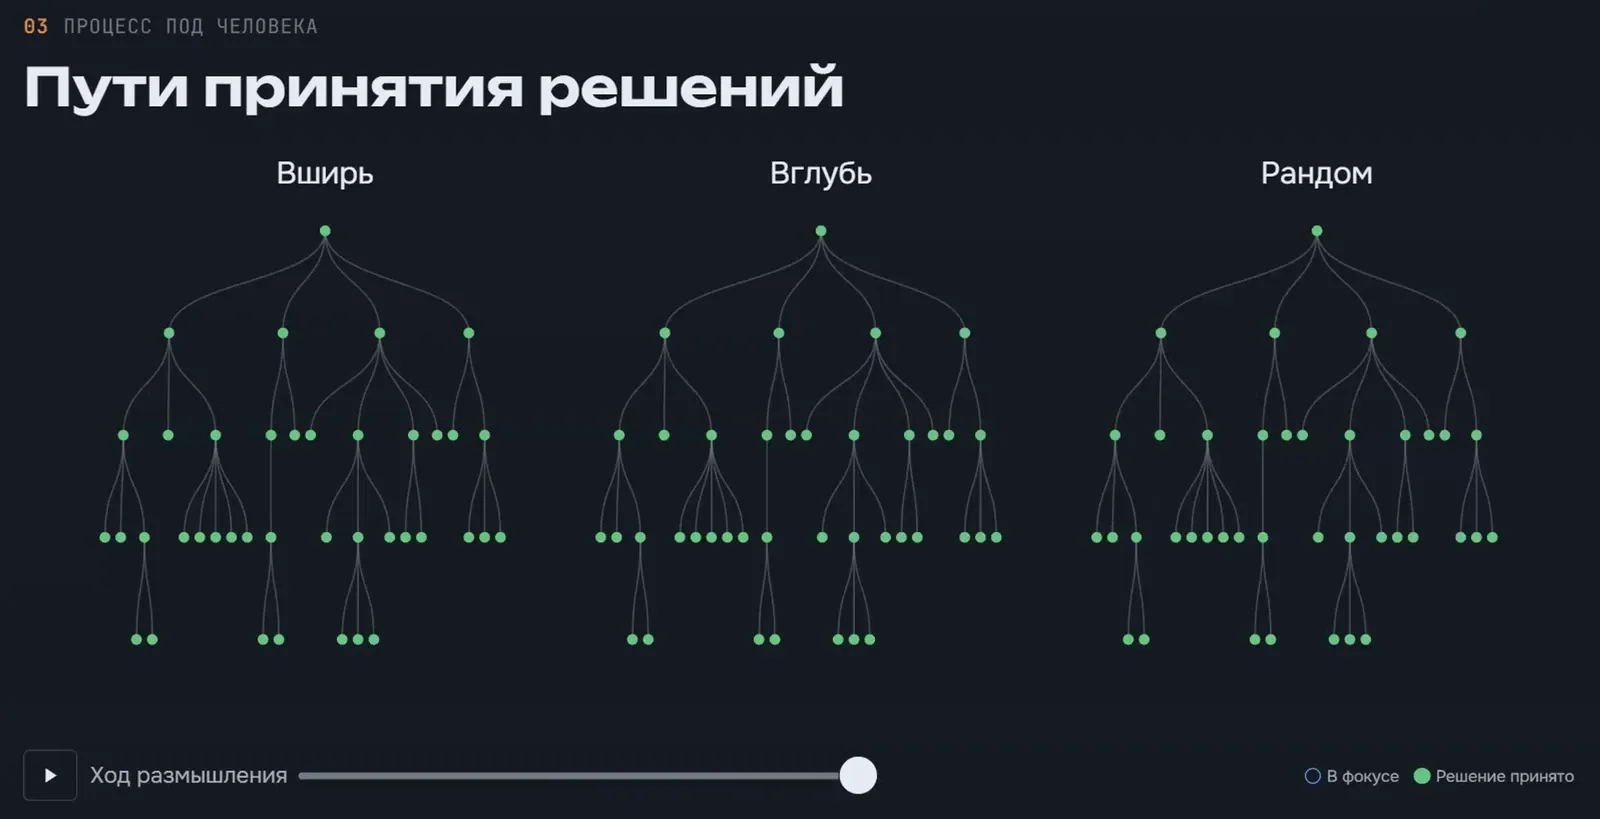 03 ПРОЦЕСС ПОД ЧЕЛОВЕКА
Пути принятия решений
Вширь
Вглубь
Рандом
Ход размышления
В фокусе
Решение принято